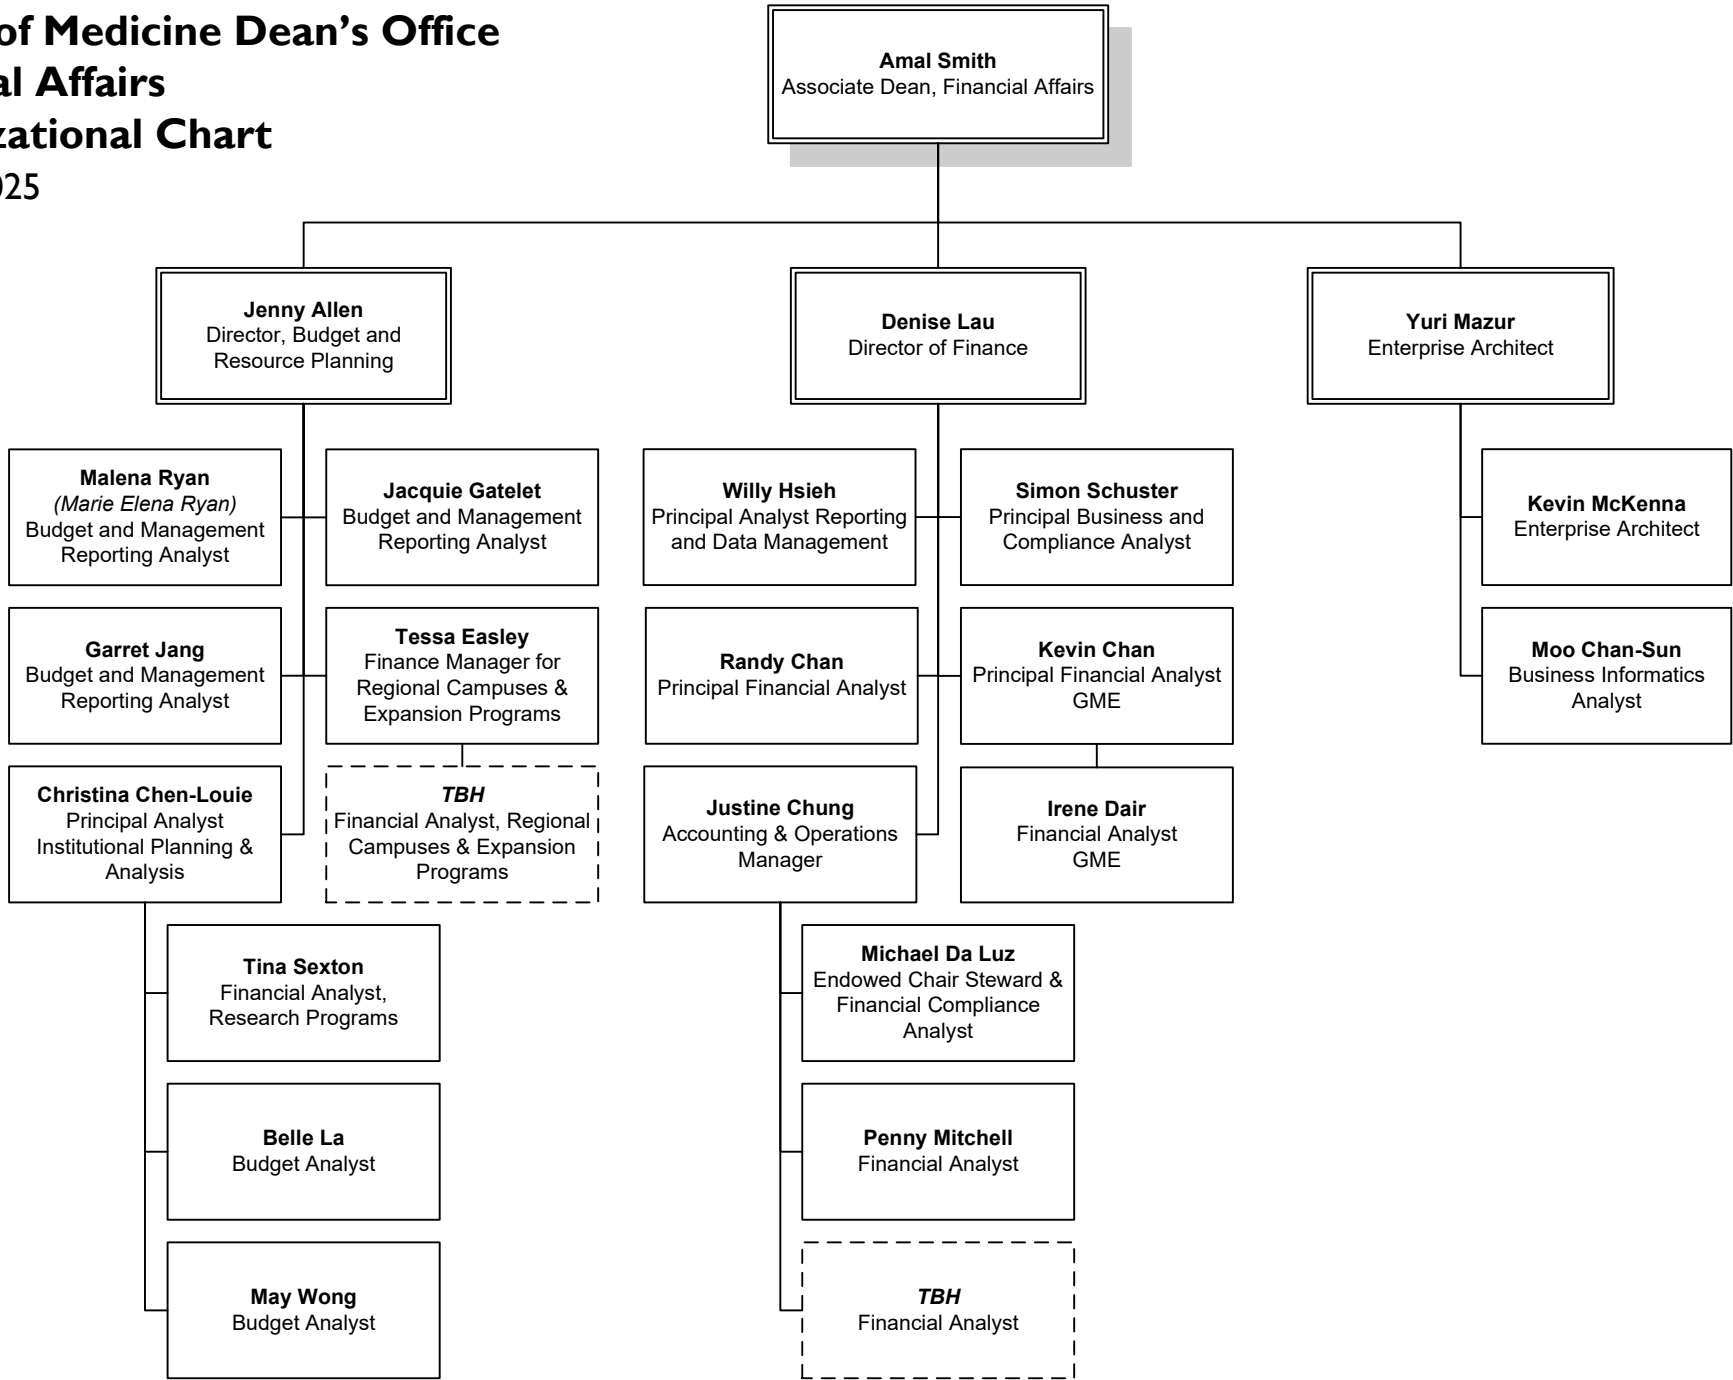 of Medicine Dean’s Office
al Affairs
zational Chart
025
Amal Smith
Associate Dean, Financial Affairs
Jenny Allen
Director, Budget and
Resource Planning
Denise Lau
Director of Finance
Yuri Mazur
Enterprise Architect
Malena Ryan
(Marie Elena Ryan)
Budget and Management
Reporting Analyst
Jacquie Gatelet
Budget and Management
Reporting Analyst
Willy Hsieh
Principal Analyst Reporting
and Data Management
Simon Schuster
Principal Business and
Compliance Analyst
Kevin McKenna
Enterprise Architect
Garret Jang
Budget and Management
Reporting Analyst
Tessa Easley
Finance Manager for
Regional Campuses &
Expansion Programs
Randy Chan
Principal Financial Analyst
Kevin Chan
Principal Financial Analyst
GME
Moo Chan-Sun
Business Informatics
Analyst
Christina Chen-Louie
Principal Analyst
Institutional Planning &
Analysis
TBH
Financial Analyst, Regional
Campuses & Expansion
Programs
Justine Chung
Accounting & Operations
Manager
Irene Dair
Financial Analyst
GME
Tina Sexton
Financial Analyst,
Research Programs
Michael Da Luz
Endowed Chair Steward &
Financial Compliance
Analyst
Belle La
Budget Analyst
Penny Mitchell
Financial Analyst
May Wong
Budget Analyst
TBH
Financial Analyst